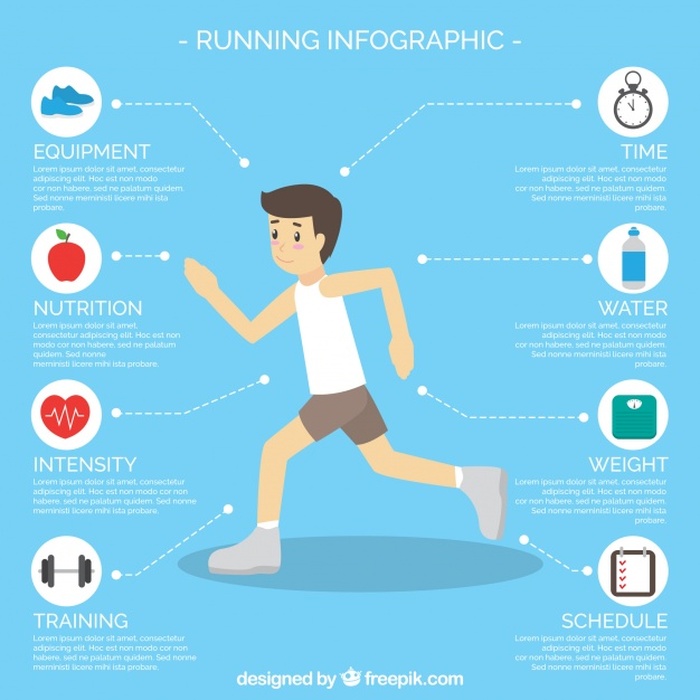 - RUNNING INFOGRAPHIC -
EQUIPMENT
Lorem ipsum dolor sit amet, consectetur
adipiscing elit. Hoc est non modo
cor non habere, sed ne palatum quidem.
Sed nonne meministi licere mihi ista
probare.
NUTRITION
Lorem ipsum dolor sit amet,
consectetur adipiscing elit. Hoc est
non modo cor non habere, sed ne palatum
quidem. Sed nonne
meministi licere mihi ista probare.
INTENSITY
Lorem ipsum dolor sit amet, consectetur
adipiscing elit. Hoc est non modo cor non
habere, sed ne palatum quidem. Sed nonne
meministi licere mihi ista probare.
TRAINING
Lorem ipsum dolor sit amet, consectetur
adipiscing elit. Hoc est non modo cor non
habere, sed ne palatum quidem. Sed nonne
meministi licere mihi ista probare.
TIME
Lorem ipsum dolor sit amet, consectetur
adipiscing elit. Hoc est non modo
cor non habere, sed ne palatum quidem.
Sed nonne meministi licere mihi ista
probare.
WATER
Lorem ipsum dolor sit amet, consectetur
adipiscing elit. Hoc est non modo
cor non habere, sed ne palatum quidem.
Sed nonne meministi licere mihi ista
probare.
WEIGHT
Lorem ipsum dolor sit amet, consectetur
adipiscing elit. Hoc est non modo
cor non habere, sed ne palatum quidem.
Sed nonne meministi licere mihi ista
probare.
SCHEDULE
Lorem ipsum dolor sit amet, consectetur
adipiscing elit. Hoc est non modo
cor non habere, sed ne palatum quidem.
Sed nonne meministi licere mihi ista
probare.
designed by freepik.com